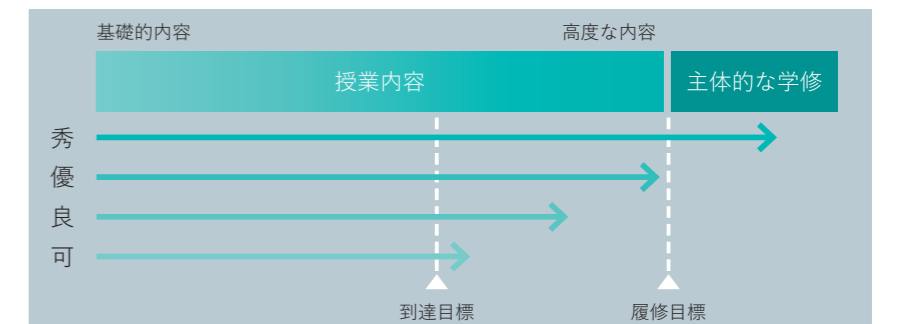 基礎的内容
高度な内容
授業内容
主体的な学修
秀
優
良
可
到達目標
履修目標